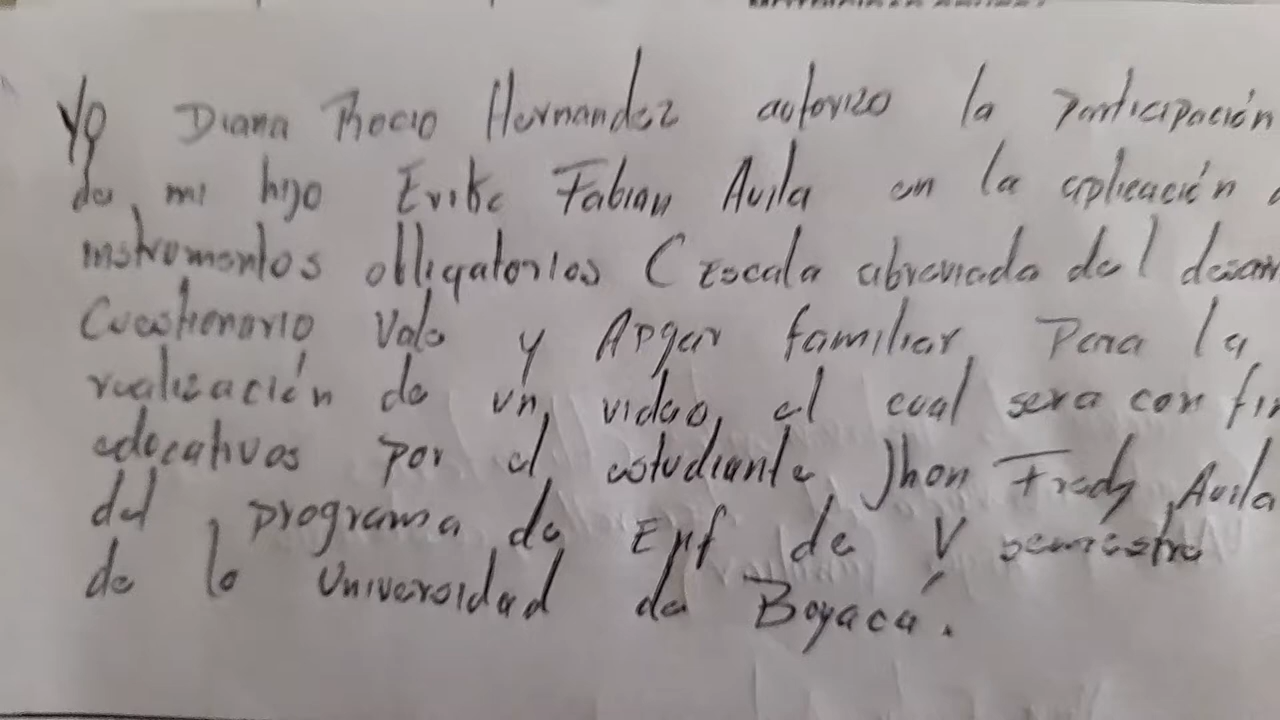 Yo Diana Rocio Hernandez autorizo la participación
de mi hijo Erike Fabian Avila en la aplicación
instrumentos obligatorios (Escala abreviada del desarr
Cuestionario Vale y Apgar familiar Para la
realización de un video, el cual sera con fin
educativos por el estudiante Jhon Fredy Avila
del programa de Enf de V semestre
de la Universidad de Boyacá.